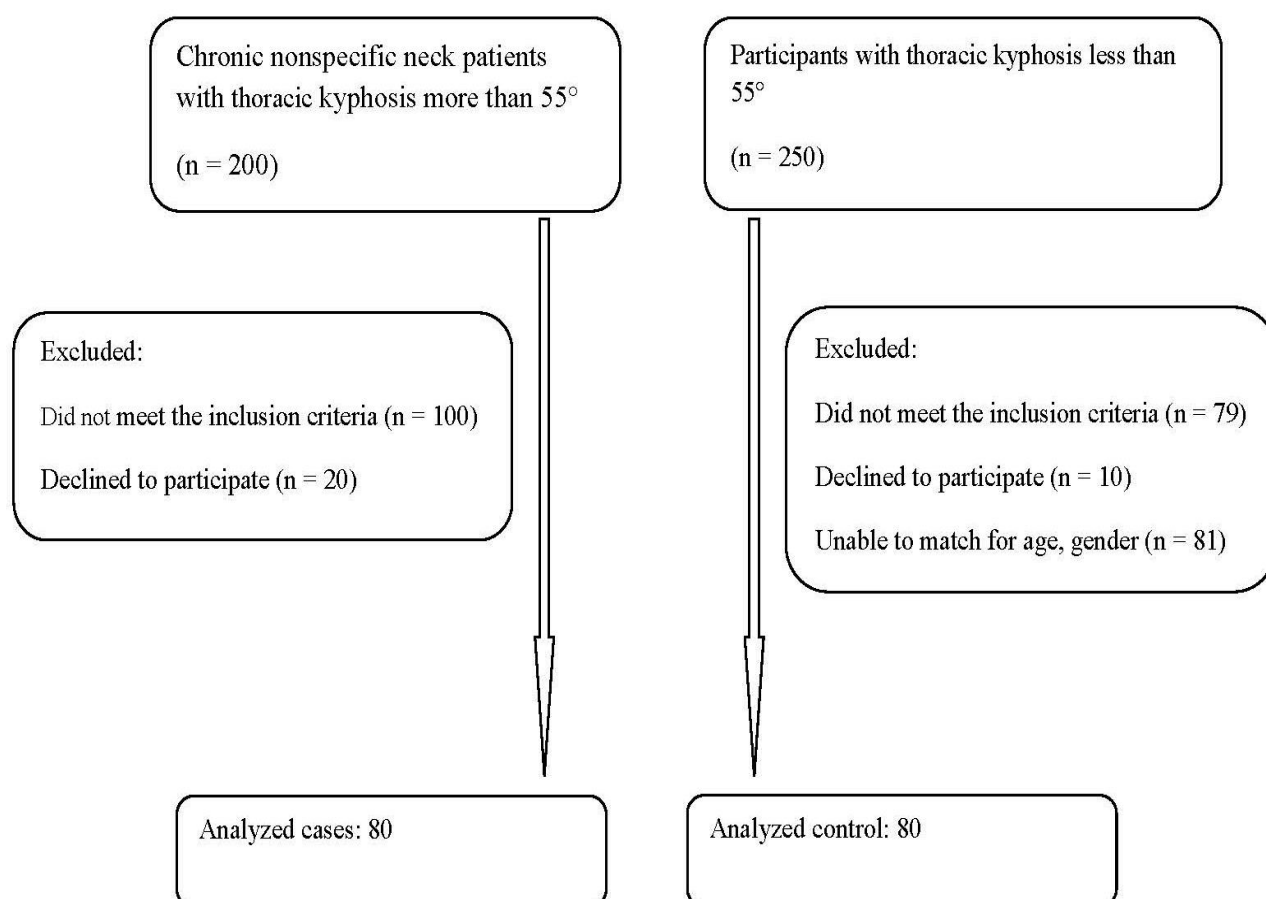 Chronic nonspecific neck patients
with thoracic kyphosis more than 55°
(n = 200)
Participants with thoracic kyphosis less than
55°
(n = 250)
Excluded:
Did not meet the inclusion criteria (n = 100)
Declined to participate (n = 20)
Excluded:
Did not meet the inclusion criteria (n = 79)
Declined to participate (n = 10)
Unable to match for age, gender (n = 81)
Analyzed cases: 80
Analyzed control: 80